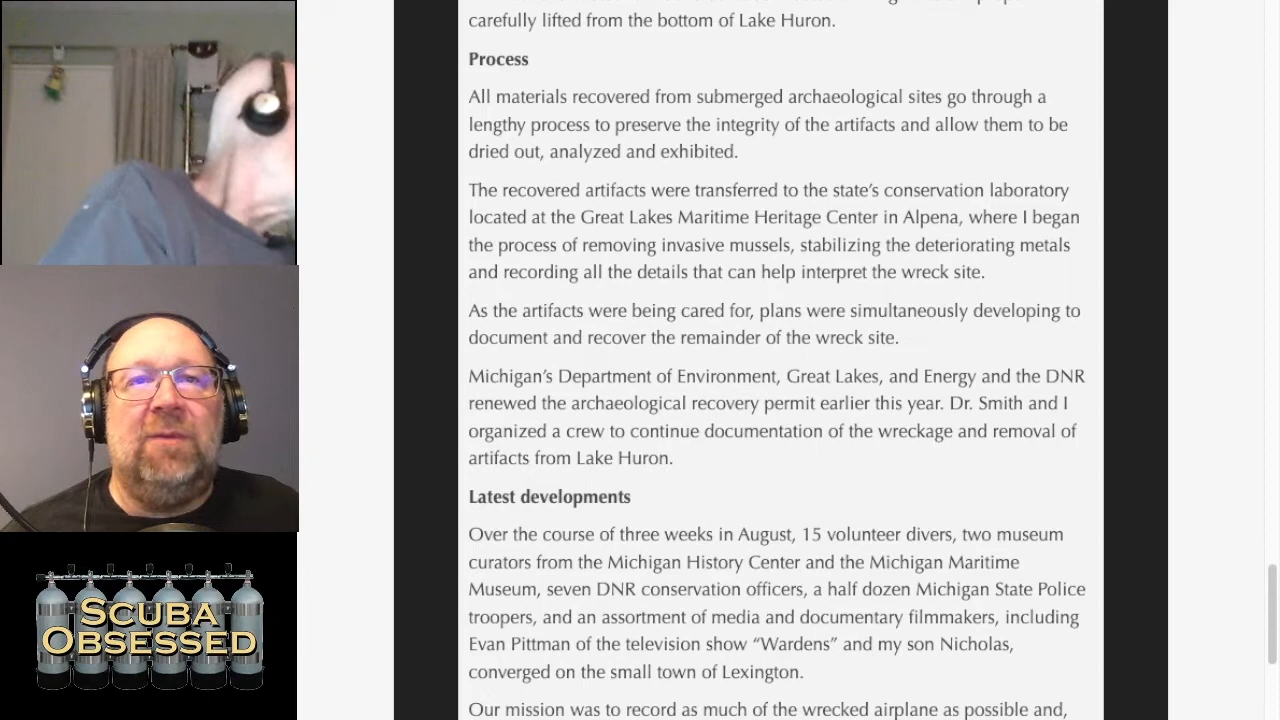 carefully lifted from the bottom of Lake Huron.
Process
All materials recovered from submerged archaeological sites go through a
lengthy process to preserve the integrity of the artifacts and allow them to be
dried out, analyzed and exhibited.
The recovered artifacts were transferred to the state’s conservation laboratory
located at the Great Lakes Maritime Heritage Center in Alpena, where I began
the process of removing invasive mussels, stabilizing the deteriorating metals
and recording all the details that can help interpret the wreck site.
As the artifacts were being cared for, plans were simultaneously developing to
document and recover the remainder of the wreck site.
Michigan’s Department of Environment, Great Lakes, and Energy and the DNR
renewed the archaeological recovery permit earlier this year. Dr. Smith and I
organized a crew to continue documentation of the wreckage and removal of
artifacts from Lake Huron.
Latest developments
Over the course of three weeks in August, 15 volunteer divers, two museum
curators from the Michigan History Center and the Michigan Maritime
Museum, seven DNR conservation officers, a half dozen Michigan State Police
troopers, and an assortment of media and documentary filmmakers, including
Evan Pittman of the television show “Wardens” and my son Nicholas,
converged on the small town of Lexington.
Our mission was to record as much of the wrecked airplane as possible and,
SCUBA
OBSESSED